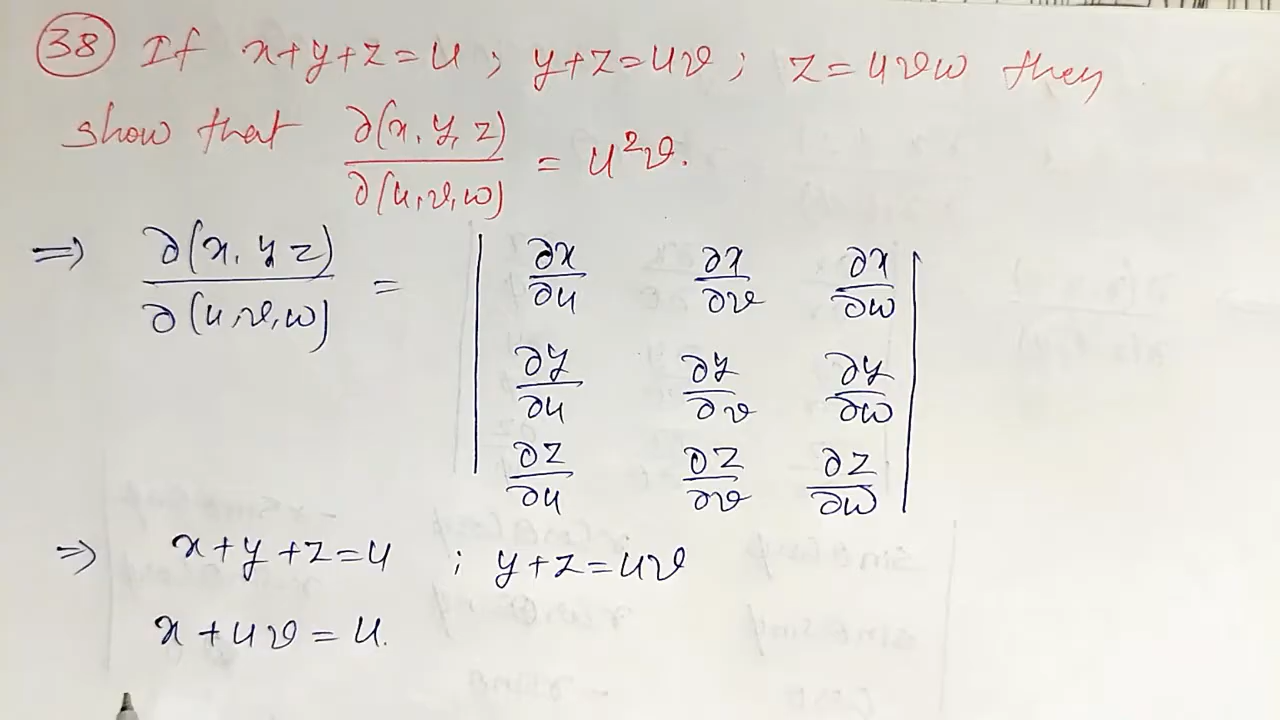 38 If x+y+z=u ; y+z=uv ; z=uvw then
show that ∂(x, y, z)/∂(u,v,w) = u²v.
⇒ ∂(x, y, z)/∂(u,v,w) = | ∂x/∂u ∂x/∂v ∂x/∂w |
| ∂y/∂u ∂y/∂v ∂y/∂w |
| ∂z/∂u ∂z/∂v ∂z/∂w |
⇒ x+y+z=u ; y+z=uv
x+uv=u.